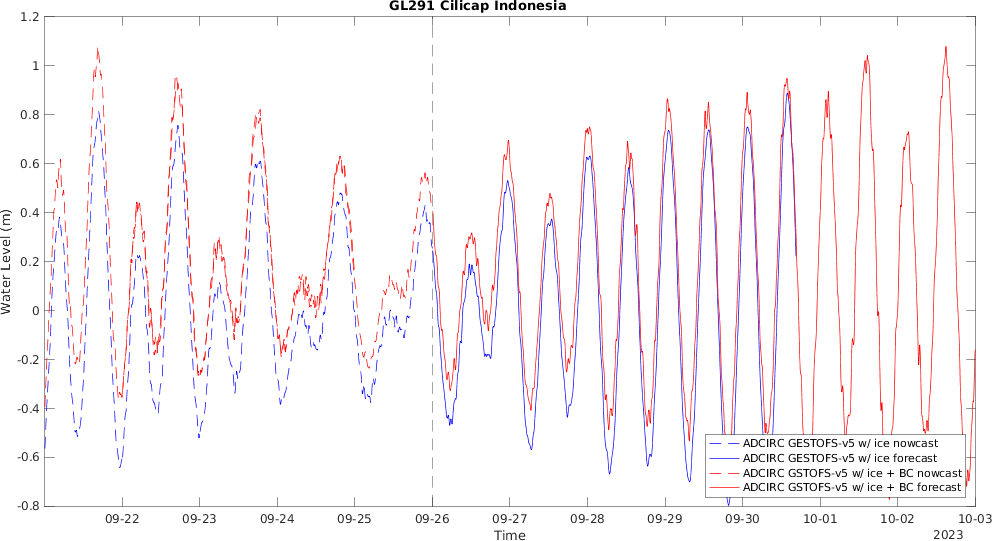 GL291 Cilicap Indonesia
1.2
1
0.8
0.6
0.4
0.2
0
-0.2
-0.4
-0.6
-0.8
Water Level (m)
ADCIRC GESTOFS-v5 w/ ice nowcast
ADCIRC GESTOFS-v5 w/ ice forecast
ADCIRC GSTOFS-v5 w/ ice + BC nowcast
ADCIRC GSTOFS-v5 w/ ice + BC forecast
09-22 09-23 09-24 09-25 09-26 09-27 09-28 09-29 09-30 10-01 10-02 10-03
Time
2023